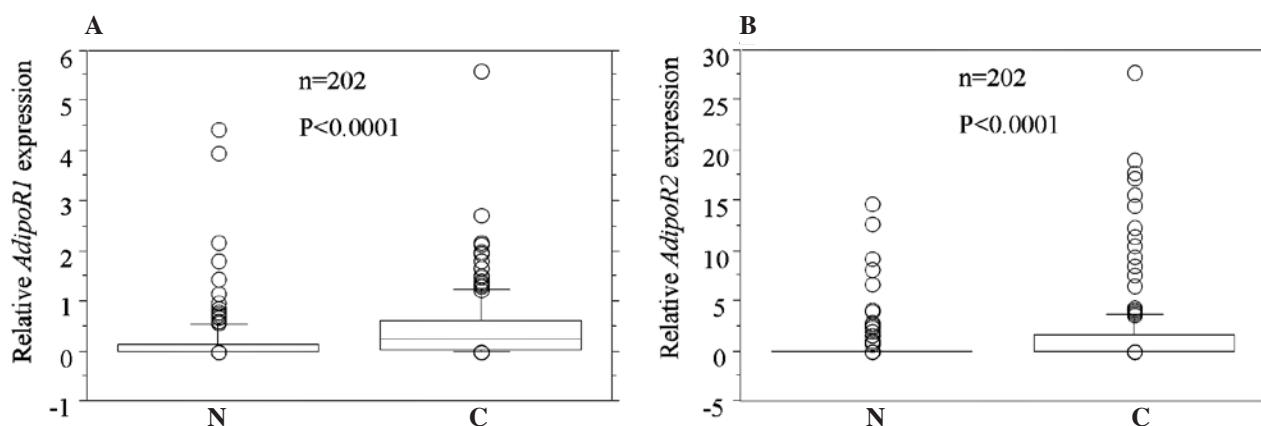 A
Relative AdipoR1 expression
6
5
4
3
2
1
0
-1
n=202
P<0.0001
N
C
B
Relative AdipoR2 expression
30
25
20
15
10
5
0
-5
n=202
P<0.0001
N
C